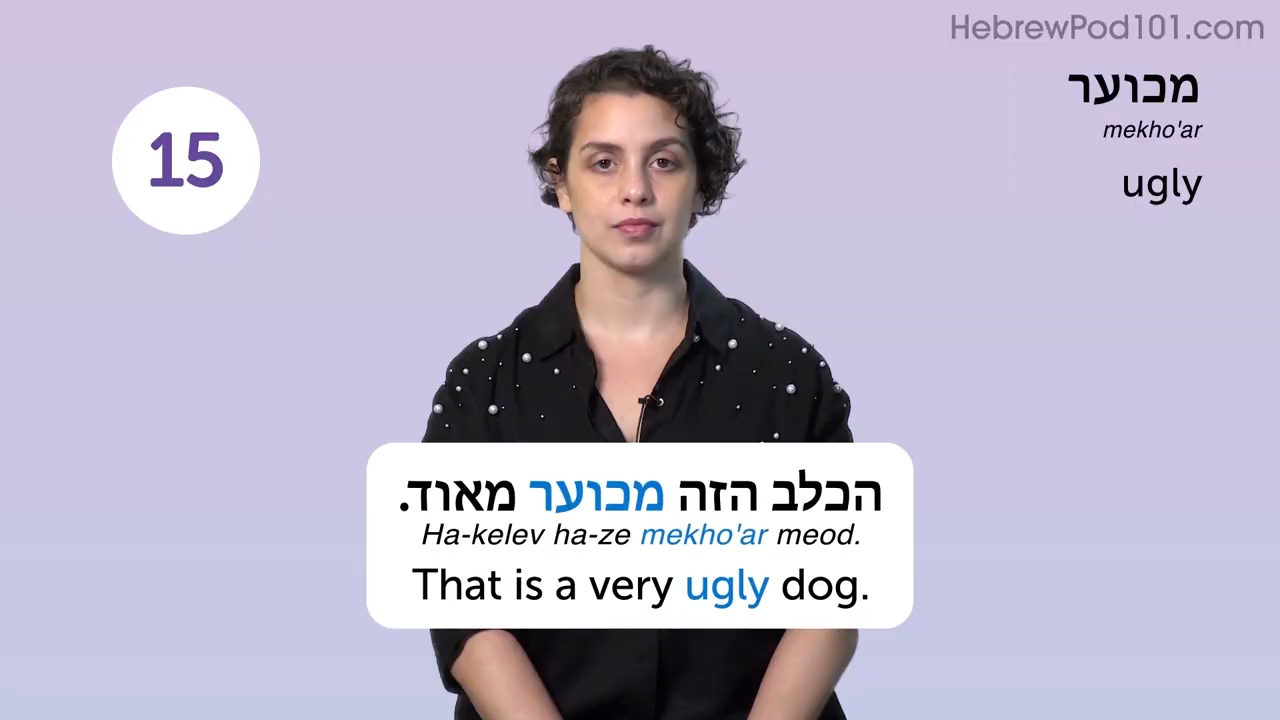 HebrewPod101.com
15
מכוער
mekho'ar
ugly
הכלב הזה מכוער מאוד.
Ha-kelev ha-ze mekho'ar meod.
That is a very ugly dog.